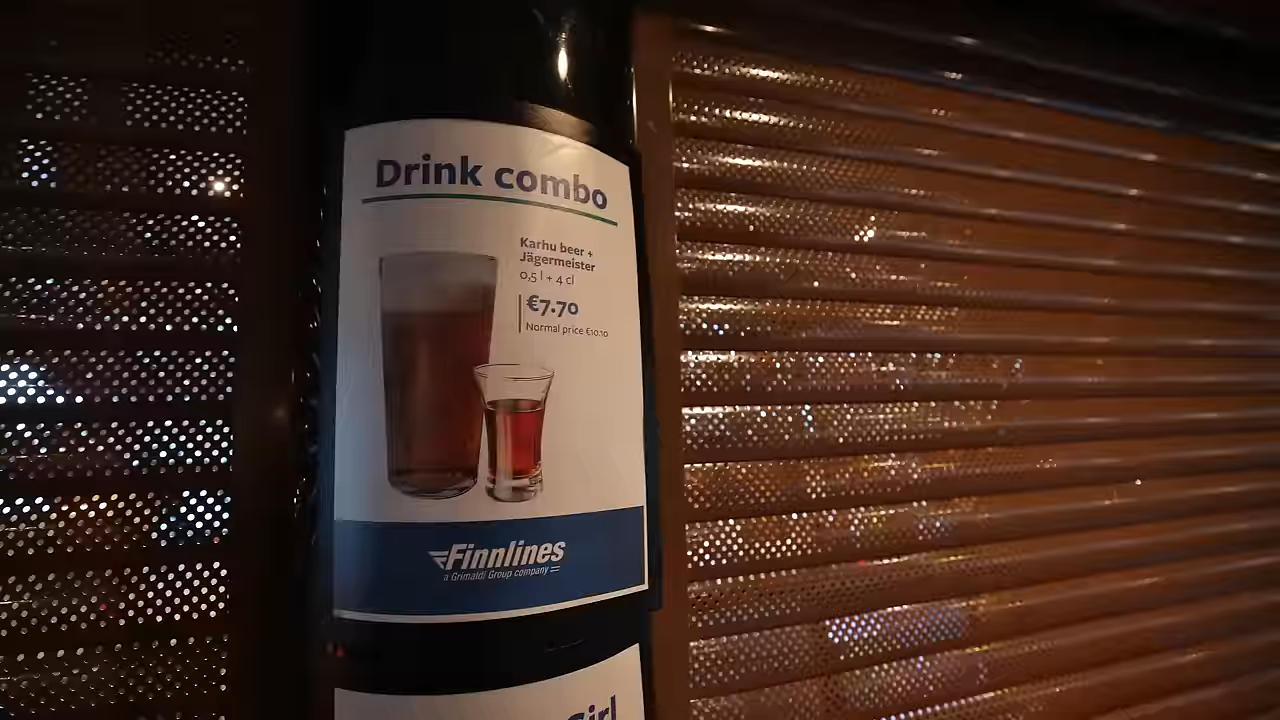 Drink combo
Karhu beer +
Jägermeister
0,5 l + 4 cl
€7.70
Normal price €10.10
Finnlines
a Grimaldi Group company
Girl